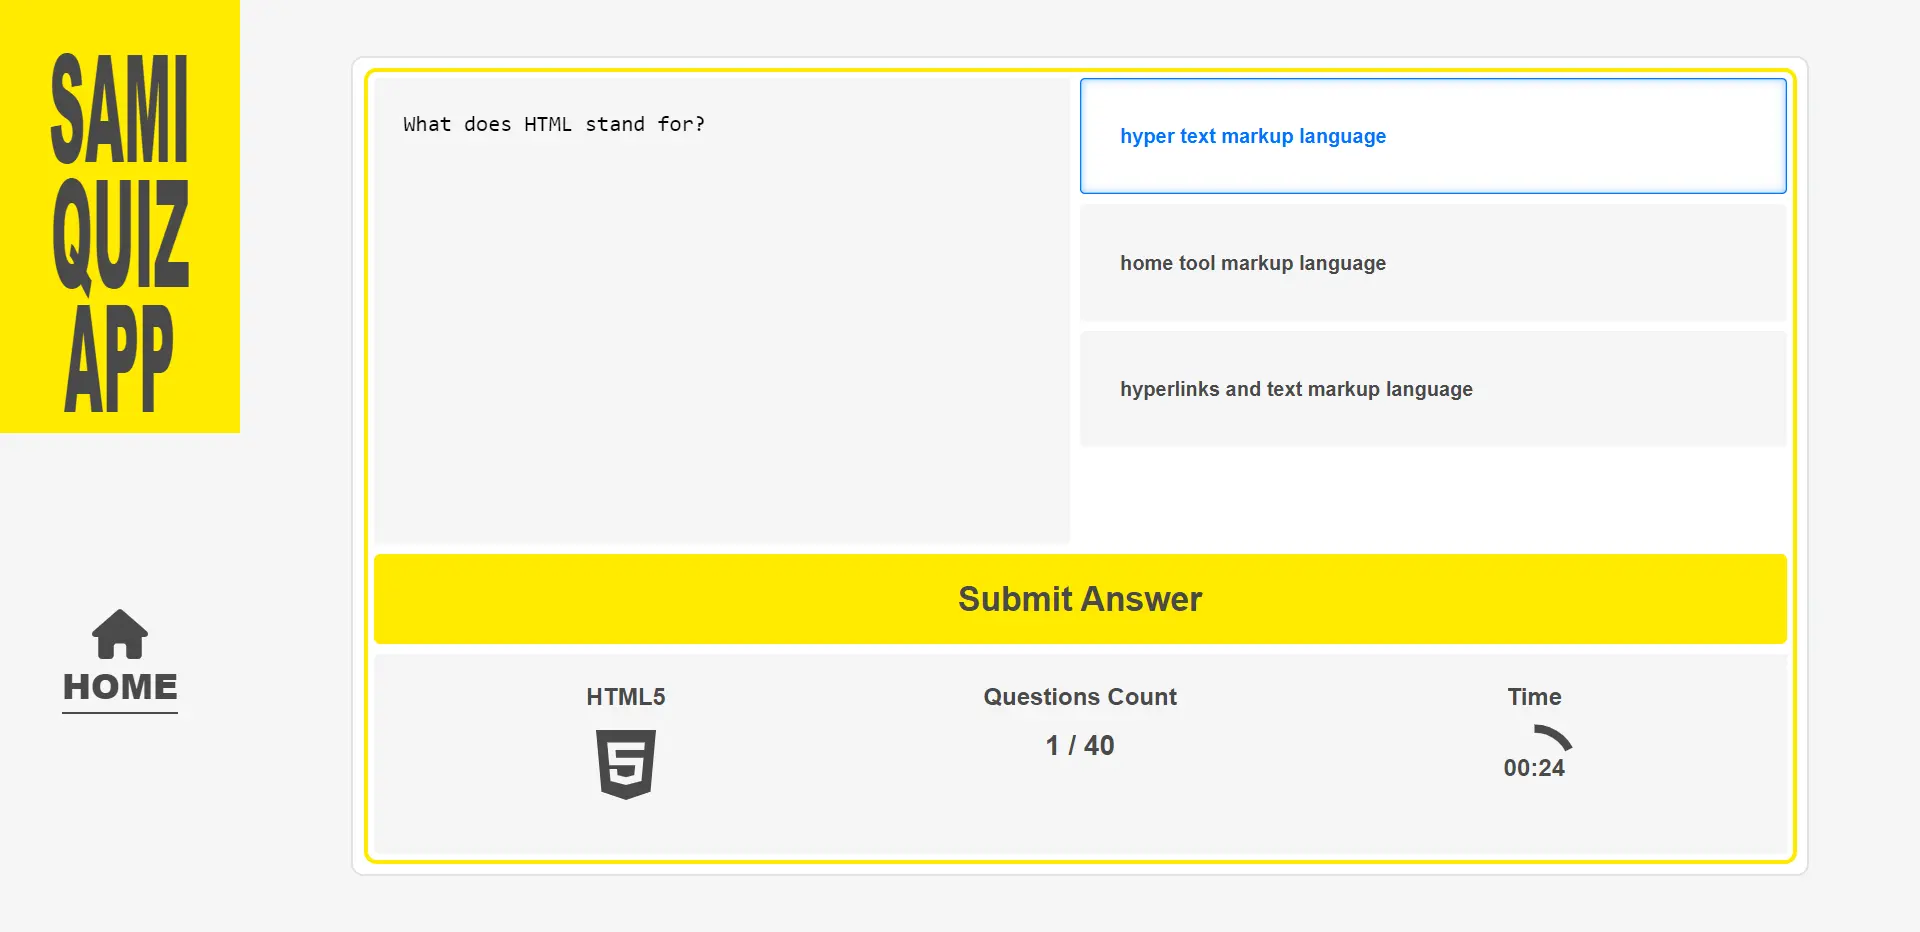 SAMI
QUIZ
APP
HOME
What does HTML stand for?
hyper text markup language
home tool markup language
hyperlinks and text markup language
Submit Answer
HTML5
5
Questions Count
1 / 40
Time
00:24